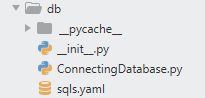 db
__pycache__
__init__.py
ConnectingDatabase.py
sqls.yaml